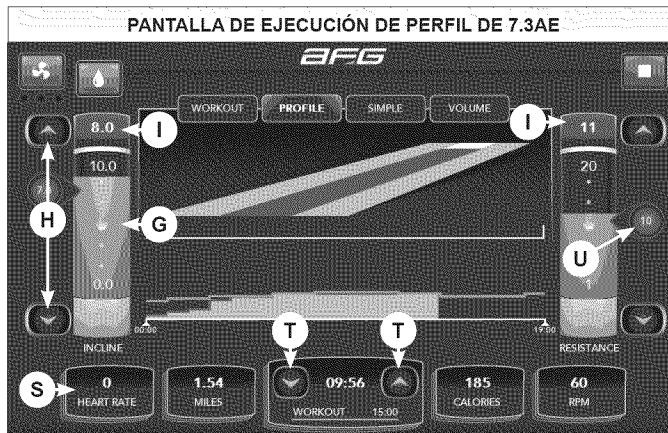 PANTALLA DE EJECUCIÓN DE PERFIL DE 7.3AE
AFG
WORKOUT PROFILE SIMPLE VOLUME
8.0 I I 11
10.0 20
H G 10
U
0.0 1
00:00 19:00
T T
INCLINE RESISTANCE
S 0 1.54 09:56 185 60
HEART RATE MILES WORKOUT 15:00 CALORIES RPM